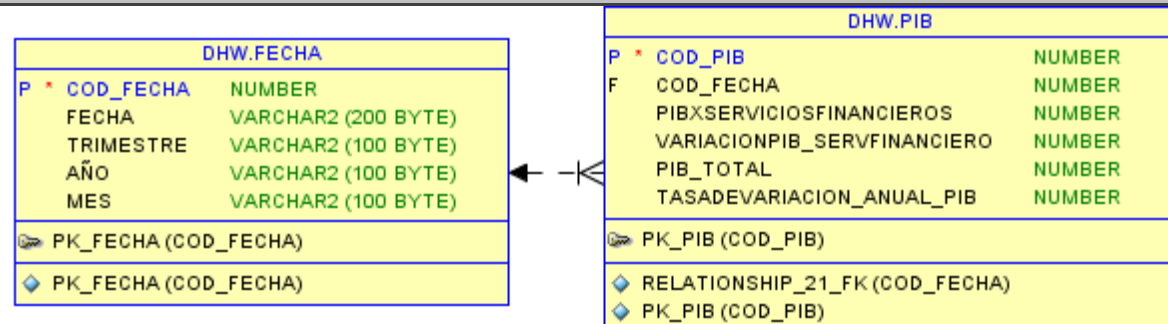 DHW.FECHA
P * COD_FECHA NUMBER
FECHA VARCHAR2 (200 BYTE)
TRIMESTRE VARCHAR2 (100 BYTE)
AÑO VARCHAR2 (100 BYTE)
MES VARCHAR2 (100 BYTE)
PK_FECHA (COD_FECHA)
PK_FECHA (COD_FECHA)
DHW.PIB
P * COD_PIB NUMBER
F COD_FECHA NUMBER
PIBXSERVICIOSFINANCIEROS NUMBER
VARIACIONPIB_SERVFINANCIERO NUMBER
PIB_TOTAL NUMBER
TASADEVARIACION_ANUAL_PIB NUMBER
PK_PIB (COD_PIB)
RELATIONSHIP_21_FK (COD_FECHA)
PK_PIB (COD_PIB)